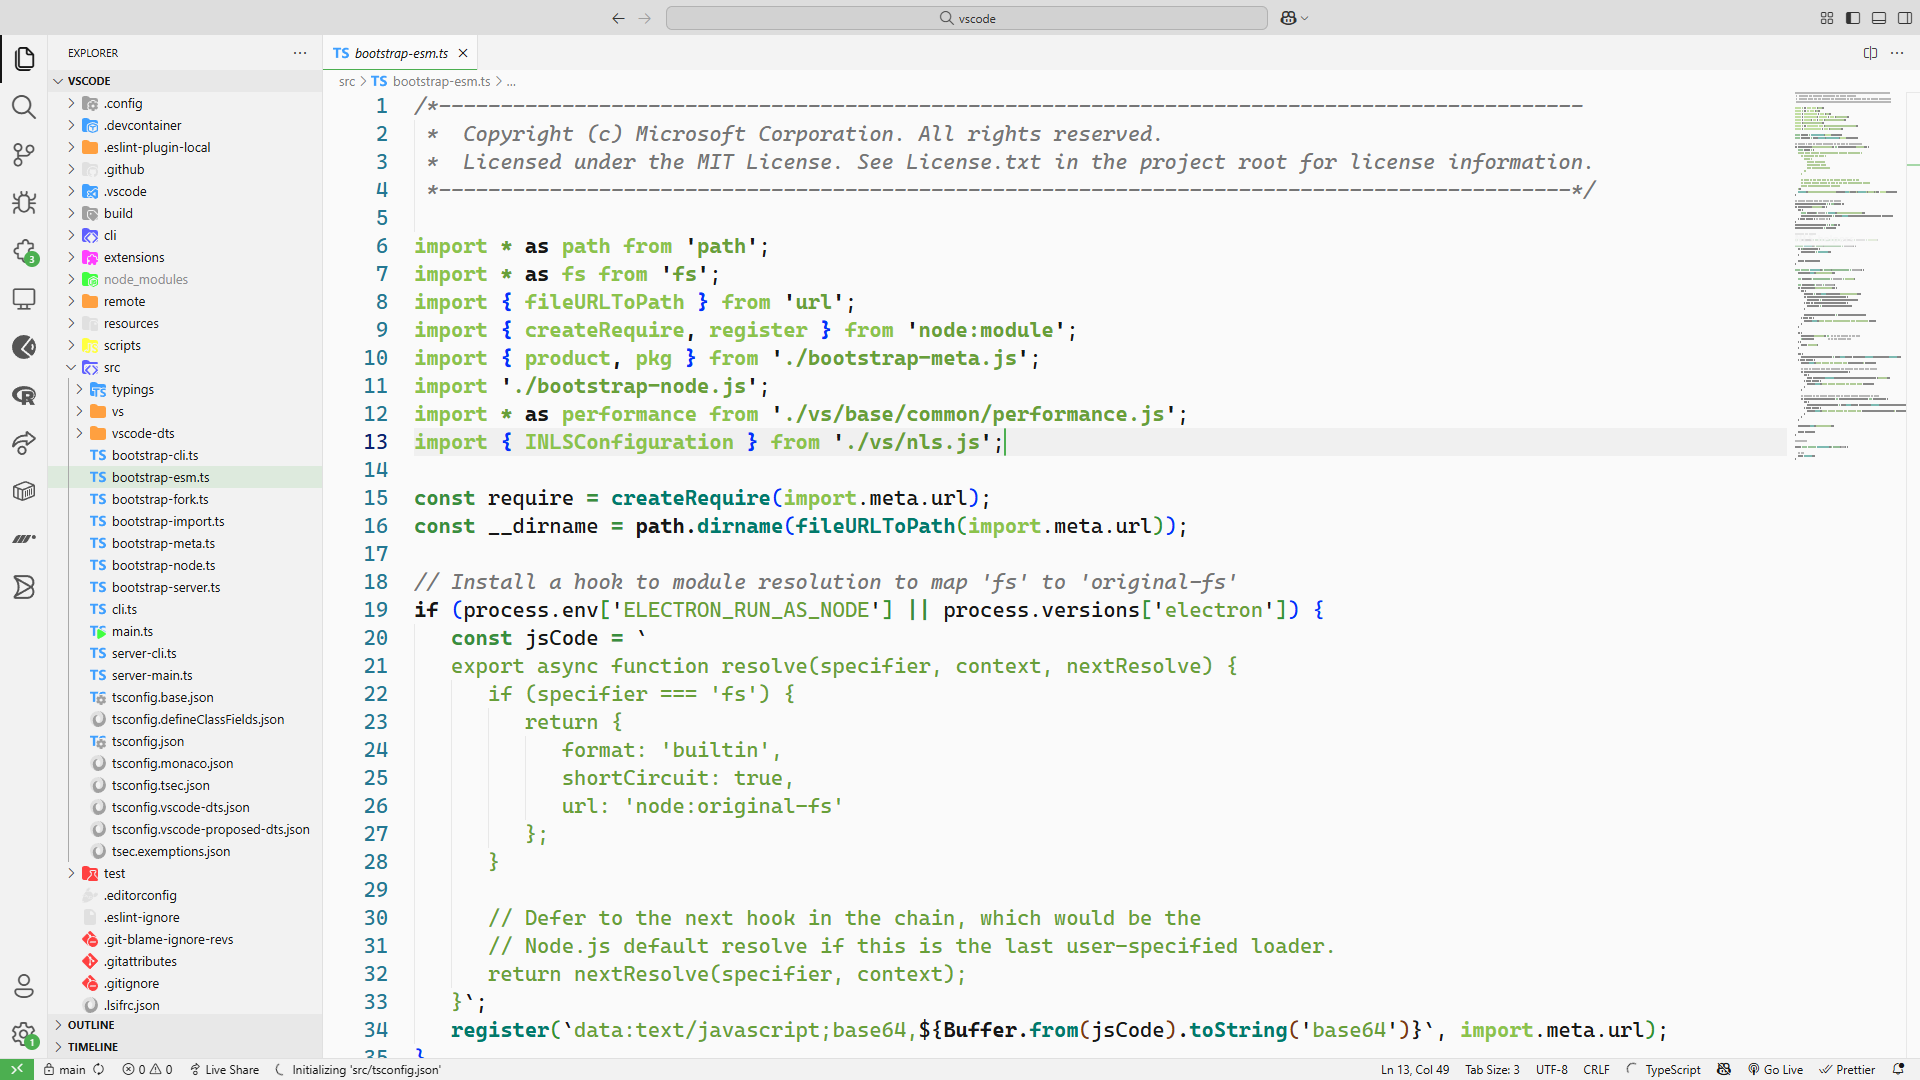 vscode
EXPLORER
VSCODE
.config
.devcontainer
.eslint-plugin-local
.github
.vscode
build
cli
extensions
node_modules
remote
resources
scripts
src
typings
vs
vscode-dts
TS bootstrap-cli.ts
TS bootstrap-esm.ts
TS bootstrap-fork.ts
TS bootstrap-import.ts
TS bootstrap-meta.ts
TS bootstrap-node.ts
TS bootstrap-server.ts
TS cli.ts
main.ts
TS server-cli.ts
TS server-main.ts
tsconfig.base.json
tsconfig.defineClassFields.json
tsconfig.json
tsconfig.monaco.json
tsconfig.tsec.json
tsconfig.vscode-dts.json
tsconfig.vscode-proposed-dts.json
tsec.exemptions.json
test
.editorconfig
.eslint-ignore
.git-blame-ignore-revs
.gitattributes
.gitignore
.lsifrc.json
OUTLINE
TIMELINE
3
1
TS bootstrap-esm.ts
src > TS bootstrap-esm.ts > ...
1 /*---------------------------------------------------------------------------------------------
2  *  Copyright (c) Microsoft Corporation. All rights reserved.
3  *  Licensed under the MIT License. See License.txt in the project root for license information.
4  *--------------------------------------------------------------------------------------------*/
5
6 import * as path from 'path';
7 import * as fs from 'fs';
8 import { fileURLToPath } from 'url';
9 import { createRequire, register } from 'node:module';
10 import { product, pkg } from './bootstrap-meta.js';
11 import './bootstrap-node.js';
12 import * as performance from './vs/base/common/performance.js';
13 import { INLSConfiguration } from './vs/nls.js';
14
15 const require = createRequire(import.meta.url);
16 const __dirname = path.dirname(fileURLToPath(import.meta.url));
17
18 // Install a hook to module resolution to map 'fs' to 'original-fs'
19 if (process.env['ELECTRON_RUN_AS_NODE'] || process.versions['electron']) {
20    const jsCode = `
21    export async function resolve(specifier, context, nextResolve) {
22       if (specifier === 'fs') {
23          return {
24             format: 'builtin',
25             shortCircuit: true,
26             url: 'node:original-fs'
27          };
28       }
29
30       // Defer to the next hook in the chain, which would be the
31       // Node.js default resolve if this is the last user-specified loader.
32       return nextResolve(specifier, context);
33    }`;
34    register(`data:text/javascript;base64,${Buffer.from(jsCode).toString('base64')}`, import.meta.url);
35 }
main 0 0 Live Share Initializing 'src/tsconfig.json' Ln 13, Col 49 Tab Size: 3 UTF-8 CRLF TypeScript Go Live Prettier